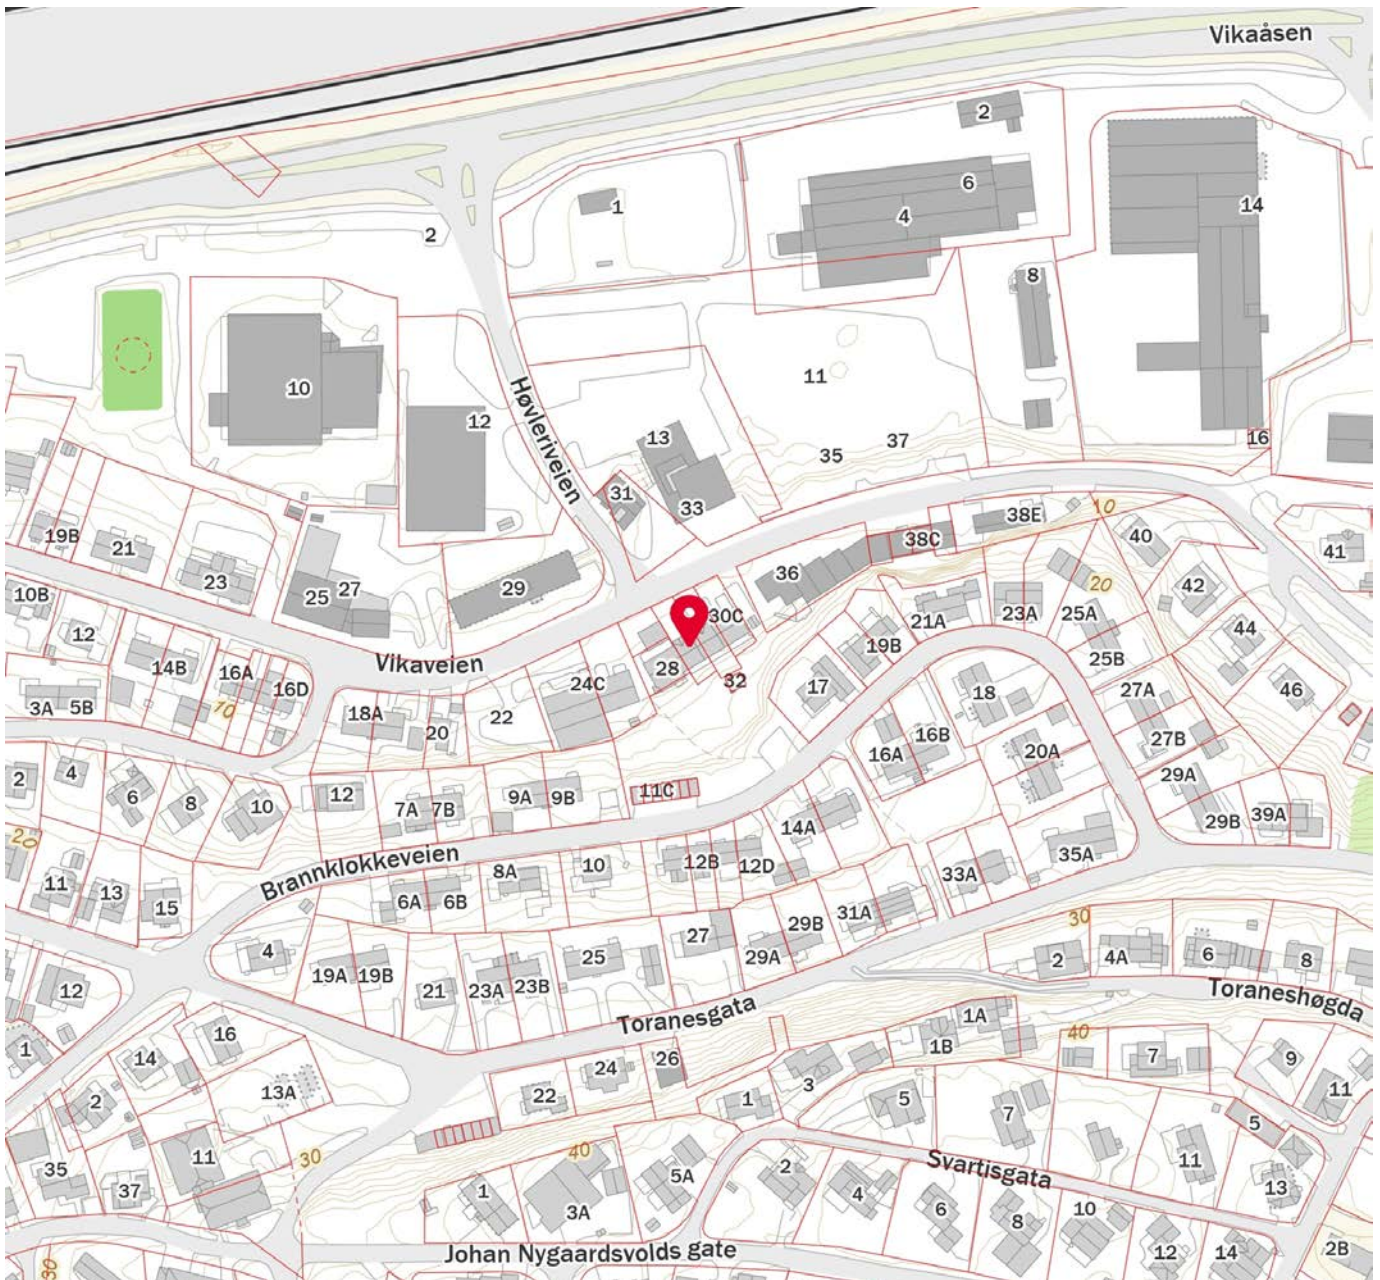 Vikaåsen
2
1
6
4
14
2
8
10
11
12
Høvleriveien
13
35
37
16
31
33
38E
10
38C
40
41
19B
21
23
25
27
29
36
20
42
10B
12
30C
21A
23A
25A
44
14B
Vikaveien
19B
25B
16A
16D
24C
28
32
17
18
27A
46
3A
5B
10
18A
20
22
16B
27B
16A
20A
2
4
6
8
10
12
7A
7B
9A
9B
11C
29A
29B
39A
20
14A
Brannklokkeveien
11
13
15
8A
10
12B
12D
33A
35A
6A
6B
4
19A
19B
21
23A
23B
25
27
29A
29B
31A
30
2
4A
6
8
12
Toranesgata
Toraneshøgda
1
14
16
13A
2
22
24
26
1A
1B
40
7
9
11
3
1
5
7
5
35
37
11
30
40
1
3A
5A
2
4
Svartisgata
6
8
10
11
13
12
14
2B
30
Johan Nygaardsvolds gate